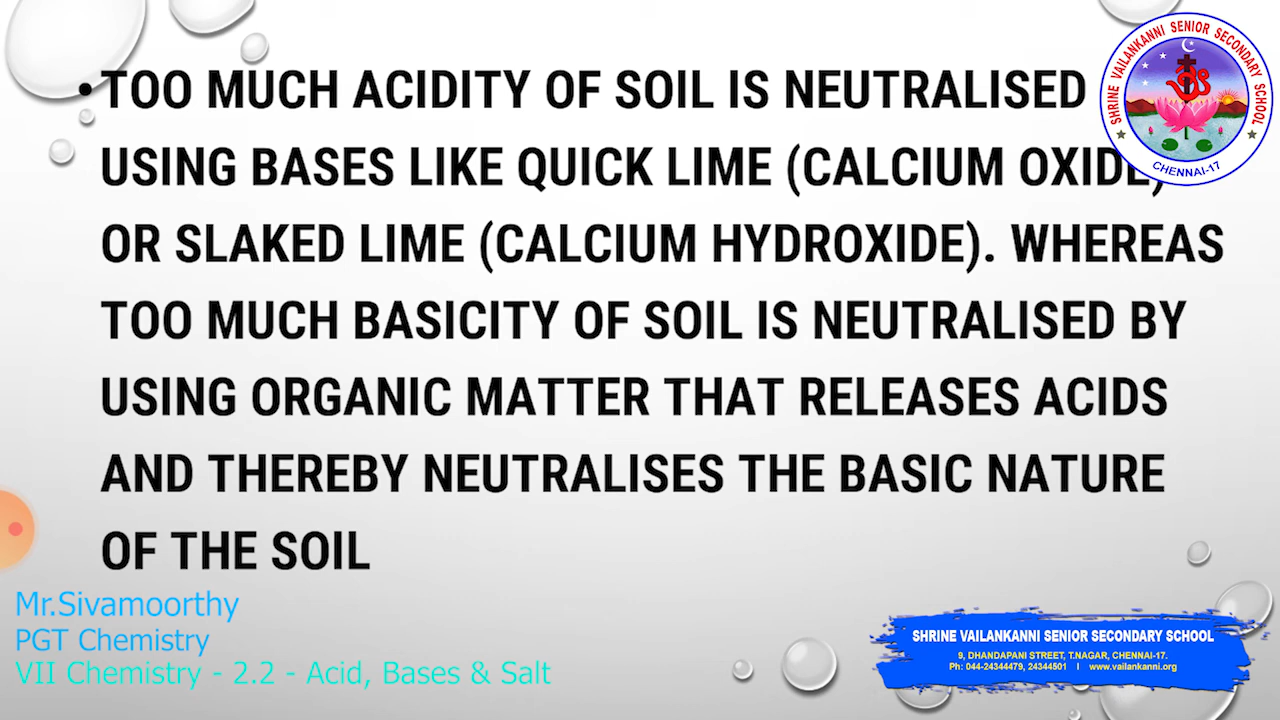 • TOO MUCH ACIDITY OF SOIL IS NEUTRALISED
USING BASES LIKE QUICK LIME (CALCIUM OXIDE)
OR SLAKED LIME (CALCIUM HYDROXIDE). WHEREAS
TOO MUCH BASICITY OF SOIL IS NEUTRALISED BY
USING ORGANIC MATTER THAT RELEASES ACIDS
AND THEREBY NEUTRALISES THE BASIC NATURE
OF THE SOIL
SHRINE VAILANKANNI SENIOR SECONDARY SCHOOL
ॐ
CHENNAI-17
Mr.Sivamoorthy
PGT Chemistry
VII Chemistry - 2.2 - Acid, Bases & Salt
SHRINE VAILANKANNI SENIOR SECONDARY SCHOOL
9, DHANDAPANI STREET, T.NAGAR, CHENNAI-17.
Ph: 044-24344479, 24344501 I www.vailankanni.org